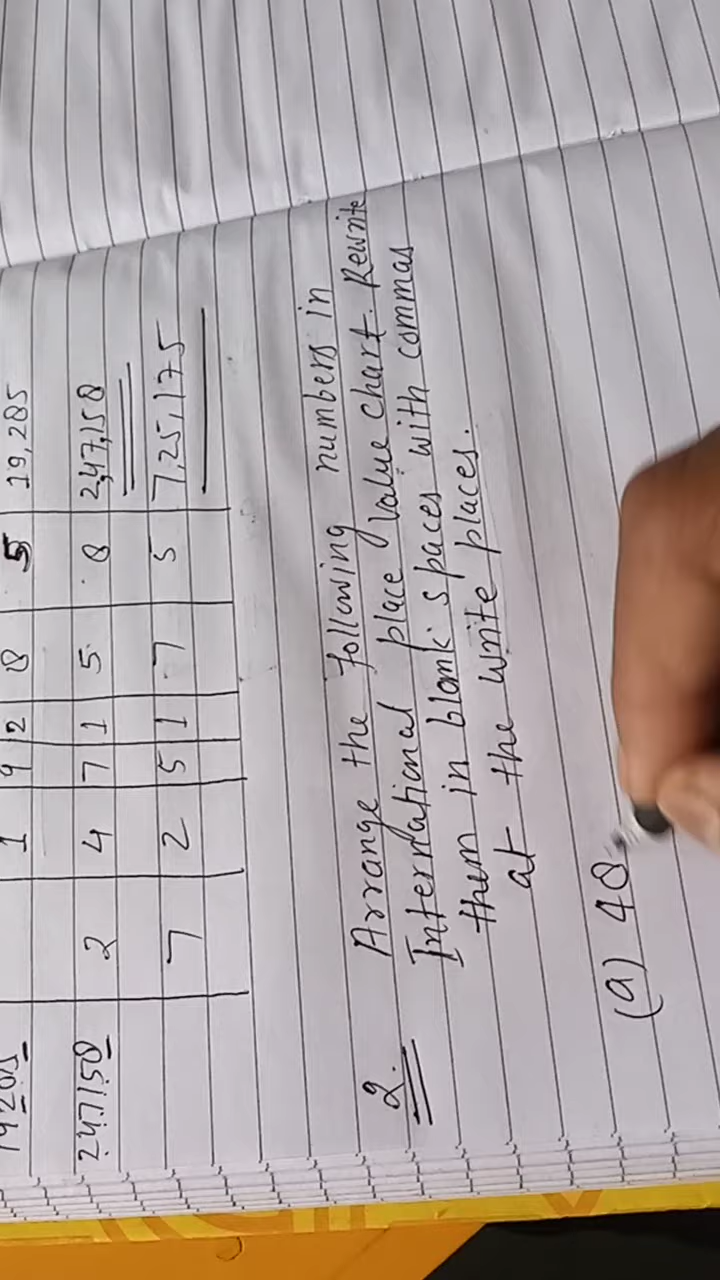 1 9 2 8 5 19,285
247150 2 4 7 1 5 8 2,47,158
7 2 5 1 7 5 7,25,175
2. Arrange the following numbers in
International place value chart. Rewrite
them in blank spaces with commas
at the write places.
(a) 48